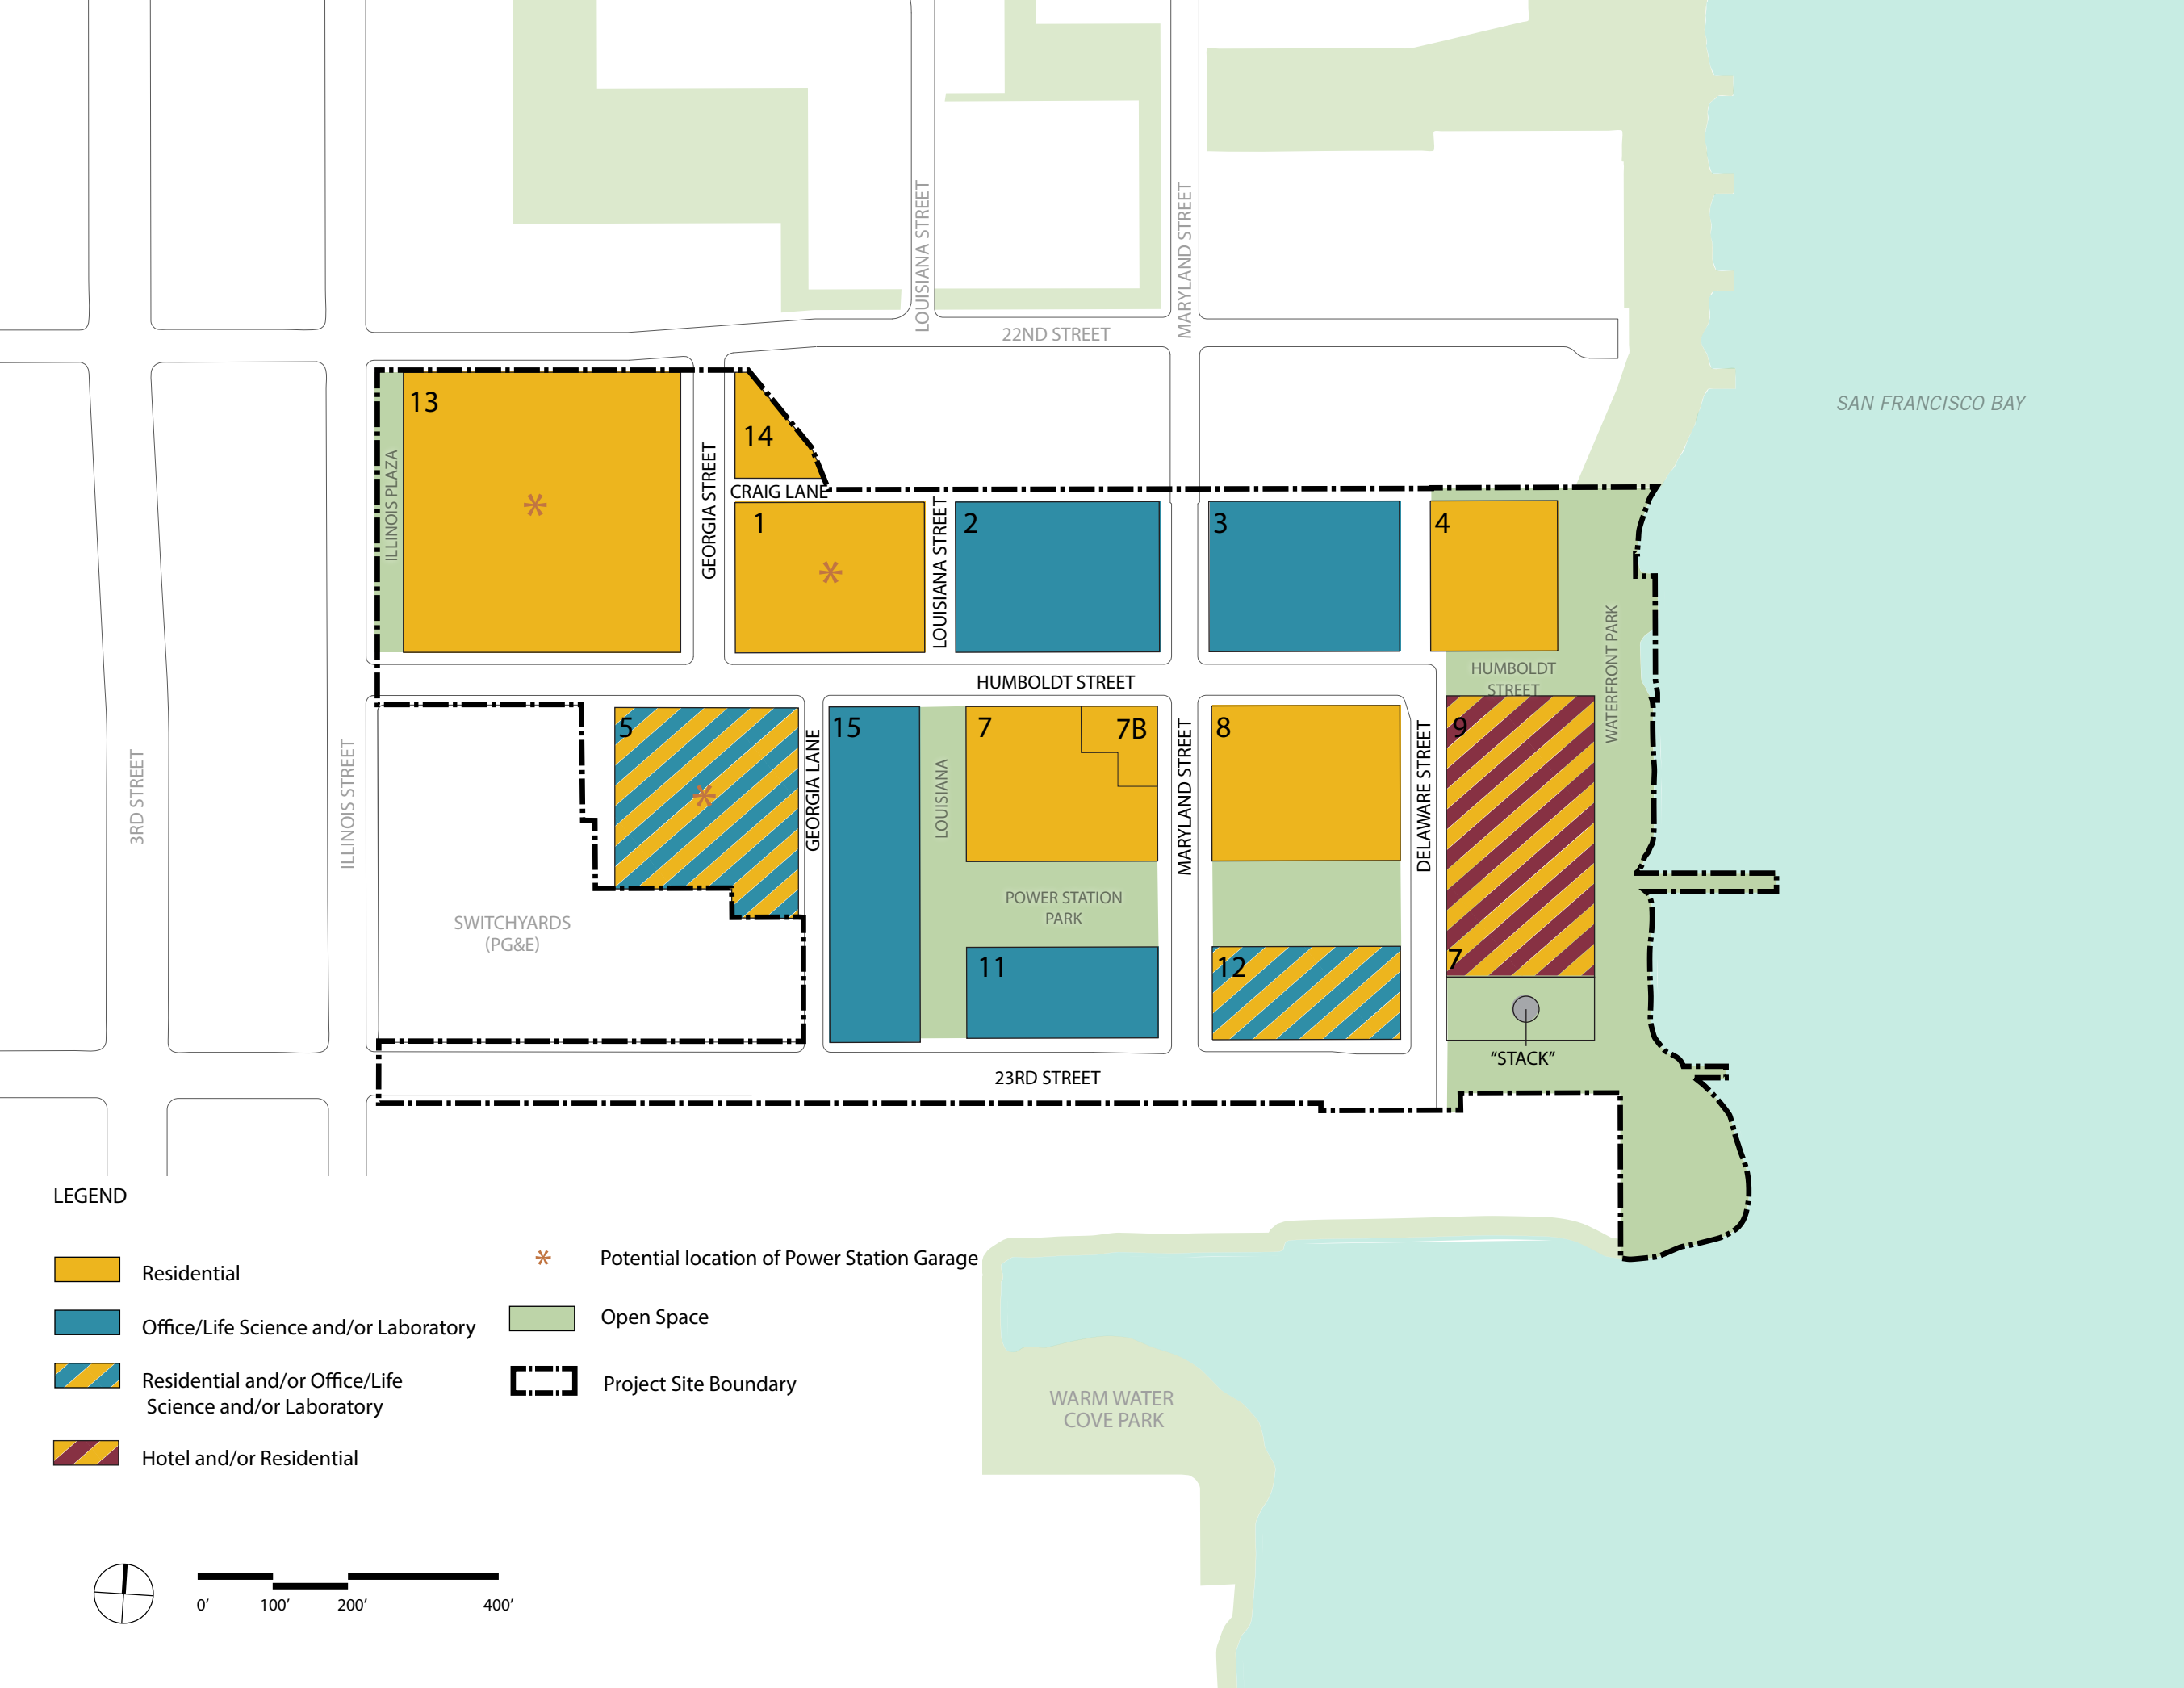 LOUISIANA STREET
MARYLAND STREET
22ND STREET
SAN FRANCISCO BAY
13
14
ILLINOIS PLAZA
GEORGIA STREET
CRAIG LANE
1
LOUISIANA STREET
2
3
4
WATERFRONT PARK
HUMBOLDT
STREET
HUMBOLDT STREET
3RD STREET
ILLINOIS STREET
5
GEORGIA LANE
15
LOUISIANA
7
7B
MARYLAND STREET
8
DELAWARE STREET
9
SWITCHYARDS
(PG&E)
POWER STATION
PARK
11
12
7
"STACK"
23RD STREET
LEGEND
Residential
Office/Life Science and/or Laboratory
Residential and/or Office/Life
Science and/or Laboratory
Hotel and/or Residential
* Potential location of Power Station Garage
Open Space
Project Site Boundary
WARM WATER
COVE PARK
0' 100' 200' 400'